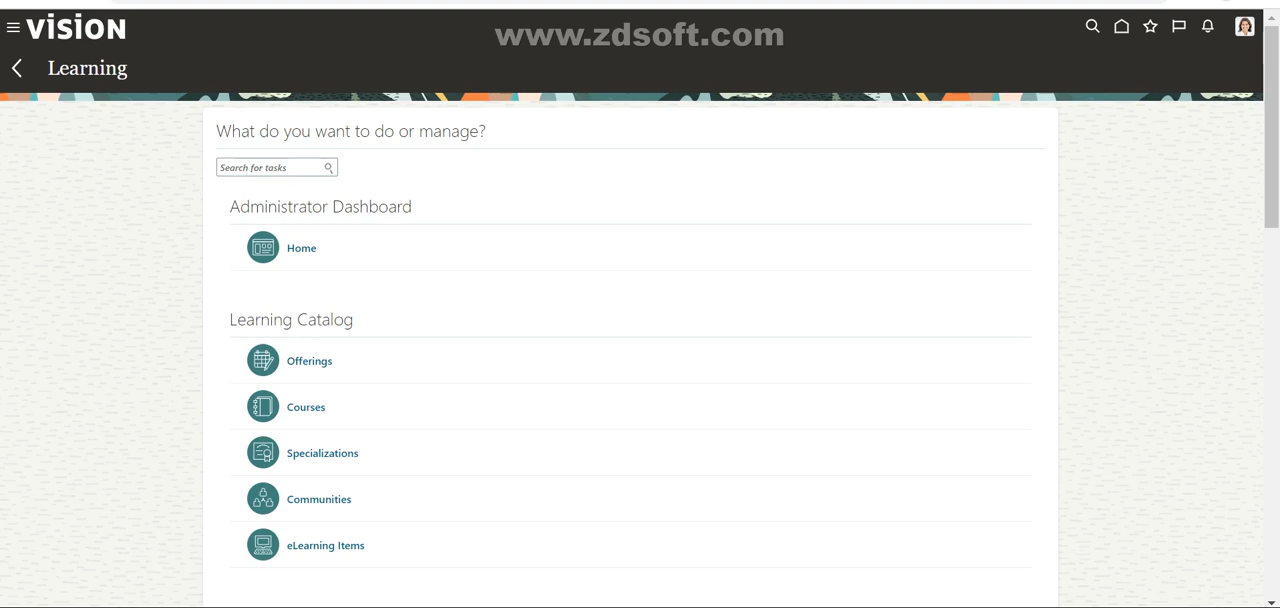 vision
www.zdsoft.com
Learning
What do you want to do or manage?
Search for tasks
Administrator Dashboard
Home
Learning Catalog
Offerings
Courses
Specializations
Communities
eLearning Items